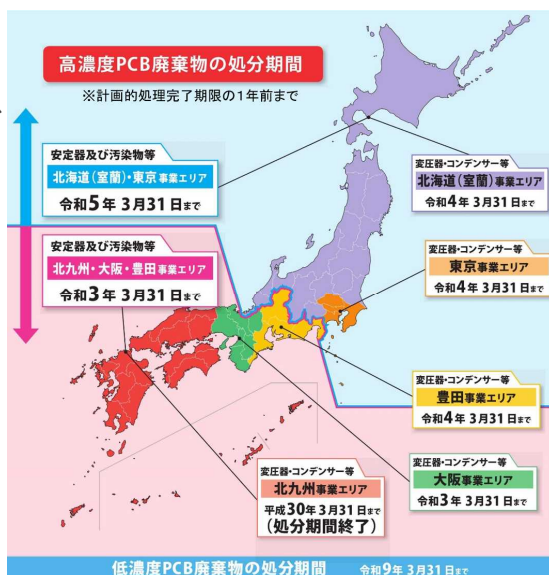 高濃度PCB廃棄物の処分期間
※計画的処理完了期限の1年前まで
安定器及び汚染物等
北海道(室蘭)・東京事業エリア
令和5年 3月31日まで
変圧器・コンデンサー等
北海道(室蘭)事業エリア
令和4年 3月31日まで
安定器及び汚染物等
北九州・大阪・豊田事業エリア
令和3年 3月31日まで
変圧器・コンデンサー等
東京事業エリア
令和4年 3月31日まで
変圧器・コンデンサー等
豊田事業エリア
令和4年 3月31日まで
変圧器・コンデンサー等
大阪事業エリア
令和3年 3月31日まで
変圧器・コンデンサー等
北九州事業エリア
平成30年 3月31日まで
(処分期間終了)
低濃度PCB廃棄物の処分期間 令和9年 3月31日まで